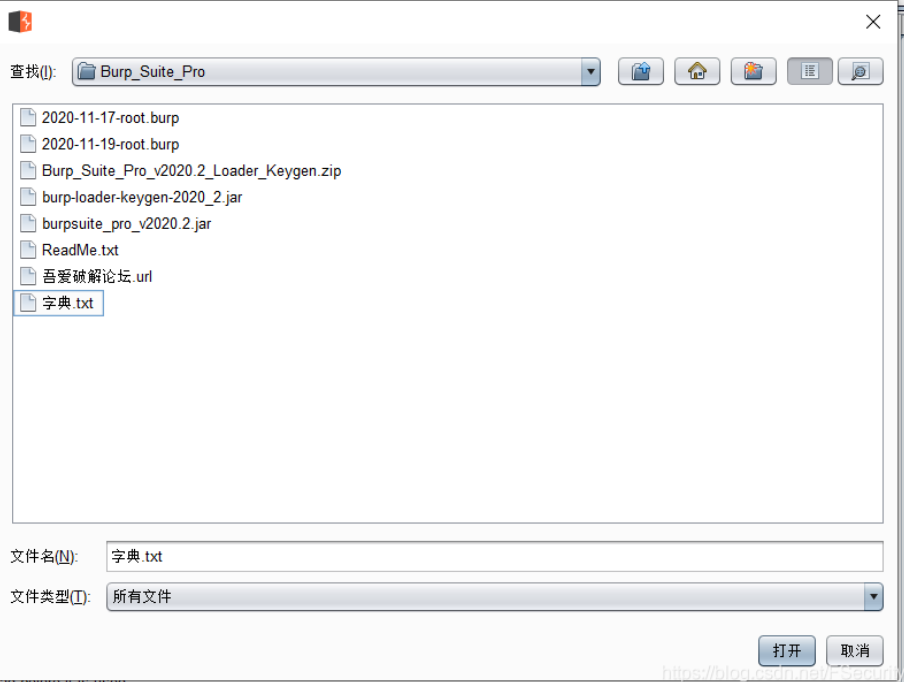 查找(I): Burp_Suite_Pro
2020-11-17-root.burp
2020-11-19-root.burp
Burp_Suite_Pro_v2020.2_Loader_Keygen.zip
burp-loader-keygen-2020_2.jar
burpsuite_pro_v2020.2.jar
ReadMe.txt
吾爱破解论坛.url
字典.txt
文件名(N): 字典.txt
文件类型(T): 所有文件
打开 取消
https://blog.csdn.net/FSecurity